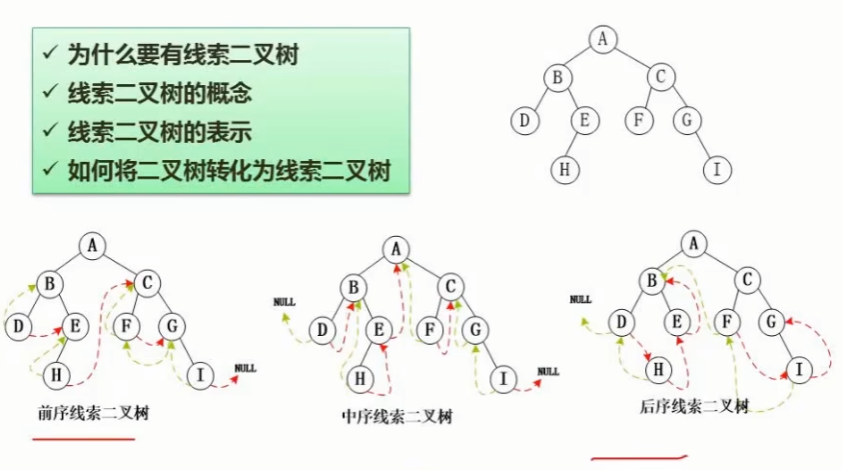 ✓ 为什么要有线索二叉树
✓ 线索二叉树的概念
✓ 线索二叉树的表示
✓ 如何将二叉树转化为线索二叉树
A
B C
D E F G
H I
A
B C
D E F G
H I NULL
前序线索二叉树
A
NULL B C
D E F G
H I NULL
中序线索二叉树
A
NULL B C
D E F G
H I
后序线索二叉树